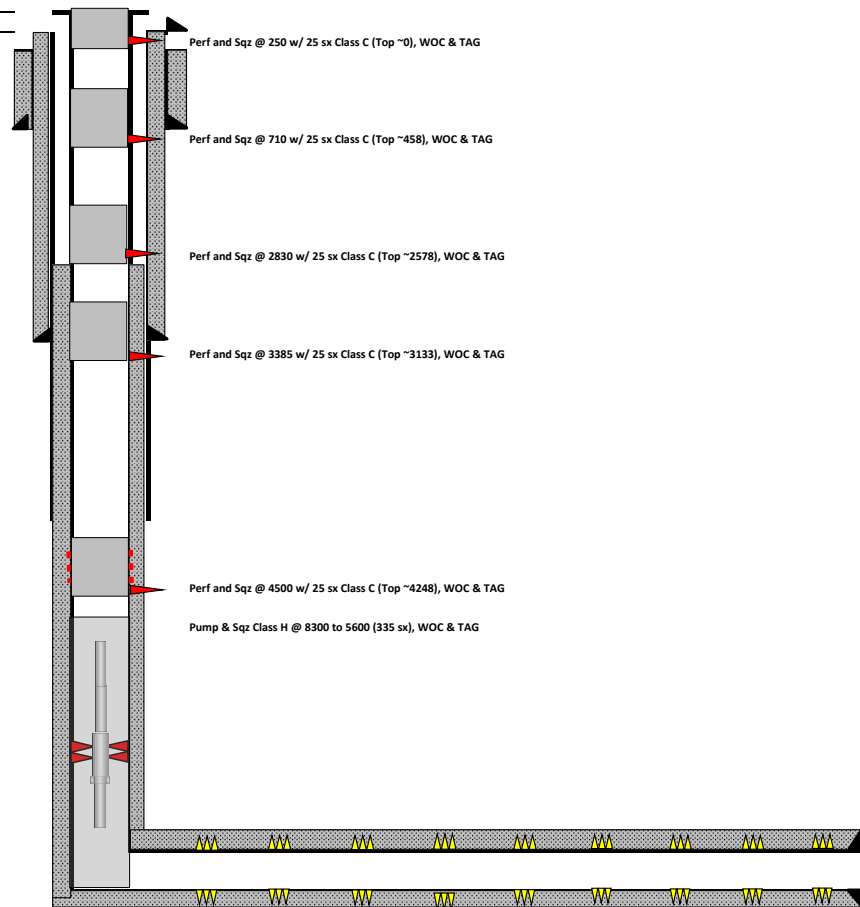 Perf and Sqz @ 250 w/ 25 sx Class C (Top ~0), WOC & TAG
Perf and Sqz @ 710 w/ 25 sx Class C (Top ~458), WOC & TAG
Perf and Sqz @ 2830 w/ 25 sx Class C (Top ~2578), WOC & TAG
Perf and Sqz @ 3385 w/ 25 sx Class C (Top ~3133), WOC & TAG
Perf and Sqz @ 4500 w/ 25 sx Class C (Top ~4248), WOC & TAG
Pump & Sqz Class H @ 8300 to 5600 (335 sx), WOC & TAG